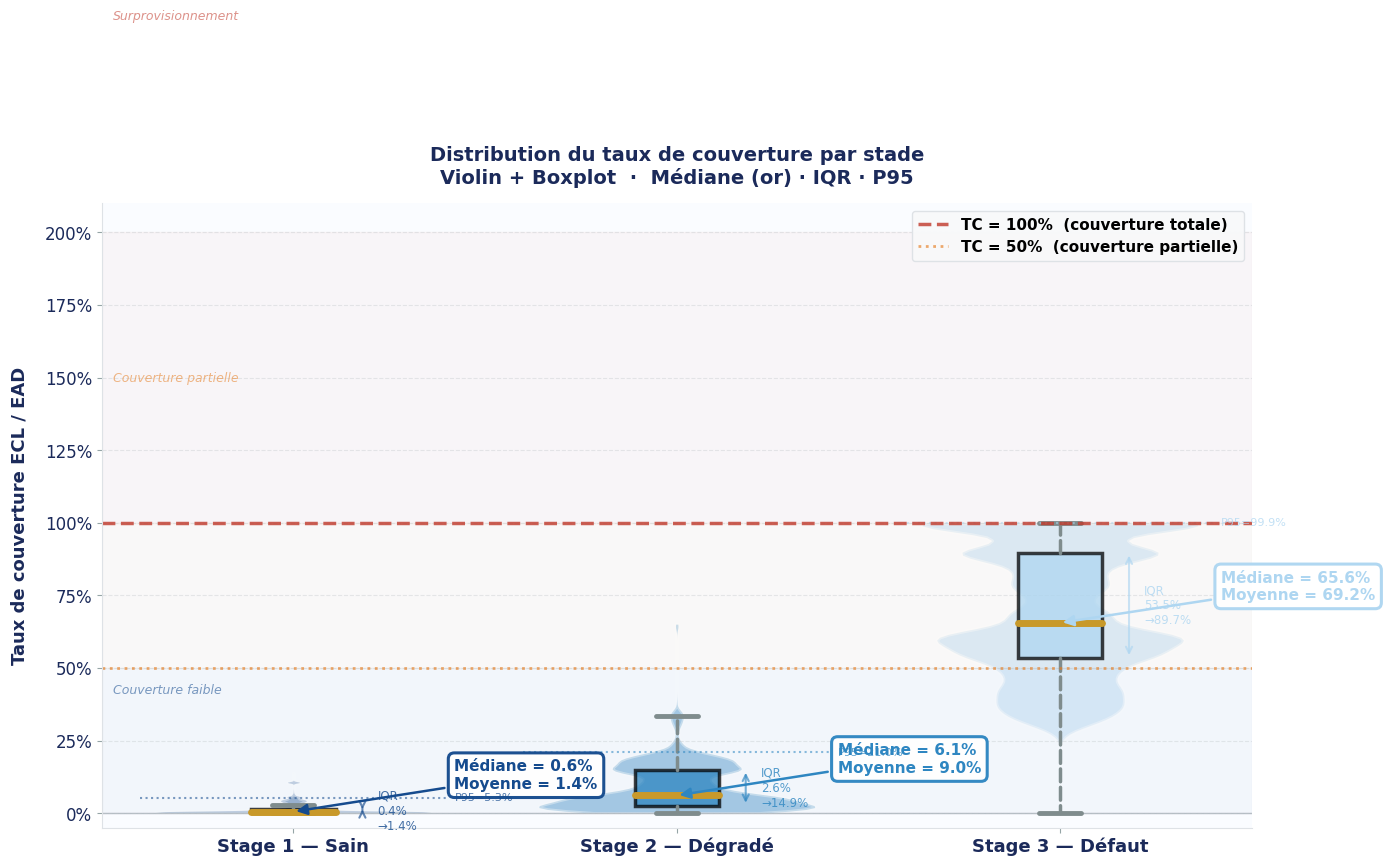 Surprovisionnement
Distribution du taux de couverture par stade
Violin + Boxplot · Médiane (or) · IQR · P95
TC = 100% (couverture totale)
TC = 50% (couverture partielle)
Taux de couverture ECL / EAD
200%
175%
150%
125%
100%
75%
50%
25%
0%
Couverture partielle
Couverture faible
Médiane = 0.6%
Moyenne = 1.4%
P95=5.3%
IQR
0.4%
→1.4%
Médiane = 6.1%
Moyenne = 9.0%
IQR
2.6%
→14.9%
P95=99.9%
Médiane = 65.6%
Moyenne = 69.2%
IQR
53.5%
→89.7%
Stage 1 — Sain
Stage 2 — Dégradé
Stage 3 — Défaut